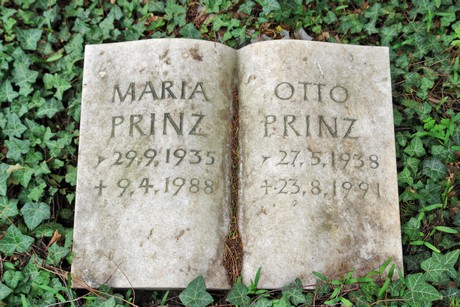 MARIA
PRINZ
* 29.9.1935
† 9.4.1988
OTTO
PRINZ
* 27.5.1938
† 23.8.1991